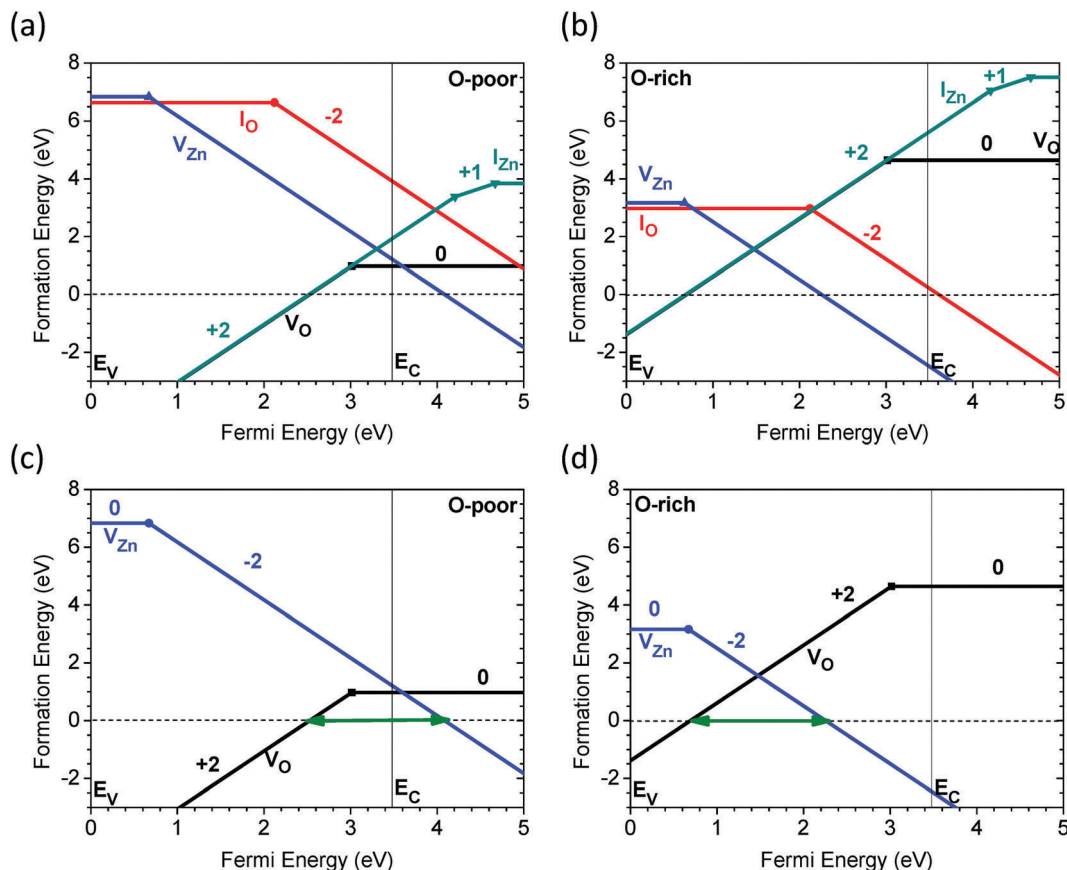 (a)
(b)
8
6
4
2
0
-2
Formation Energy (eV)
O-poor
-2
I_O
V_Zn
I_Zn
+1
0
+2
V_O
E_V
E_C
0 1 2 3 4 5
Fermi Energy (eV)
8
6
4
2
0
-2
Formation Energy (eV)
O-rich
+1
I_Zn
0
V_O
+2
V_Zn
I_O
-2
E_V
E_C
0 1 2 3 4 5
Fermi Energy (eV)
(c)
(d)
8
6
4
2
0
-2
Formation Energy (eV)
O-poor
0
V_Zn
-2
0
+2
V_O
E_V
E_C
0 1 2 3 4 5
Fermi Energy (eV)
8
6
4
2
0
-2
Formation Energy (eV)
O-rich
0
+2
0
V_Zn
-2
V_O
E_V
E_C
0 1 2 3 4 5
Fermi Energy (eV)